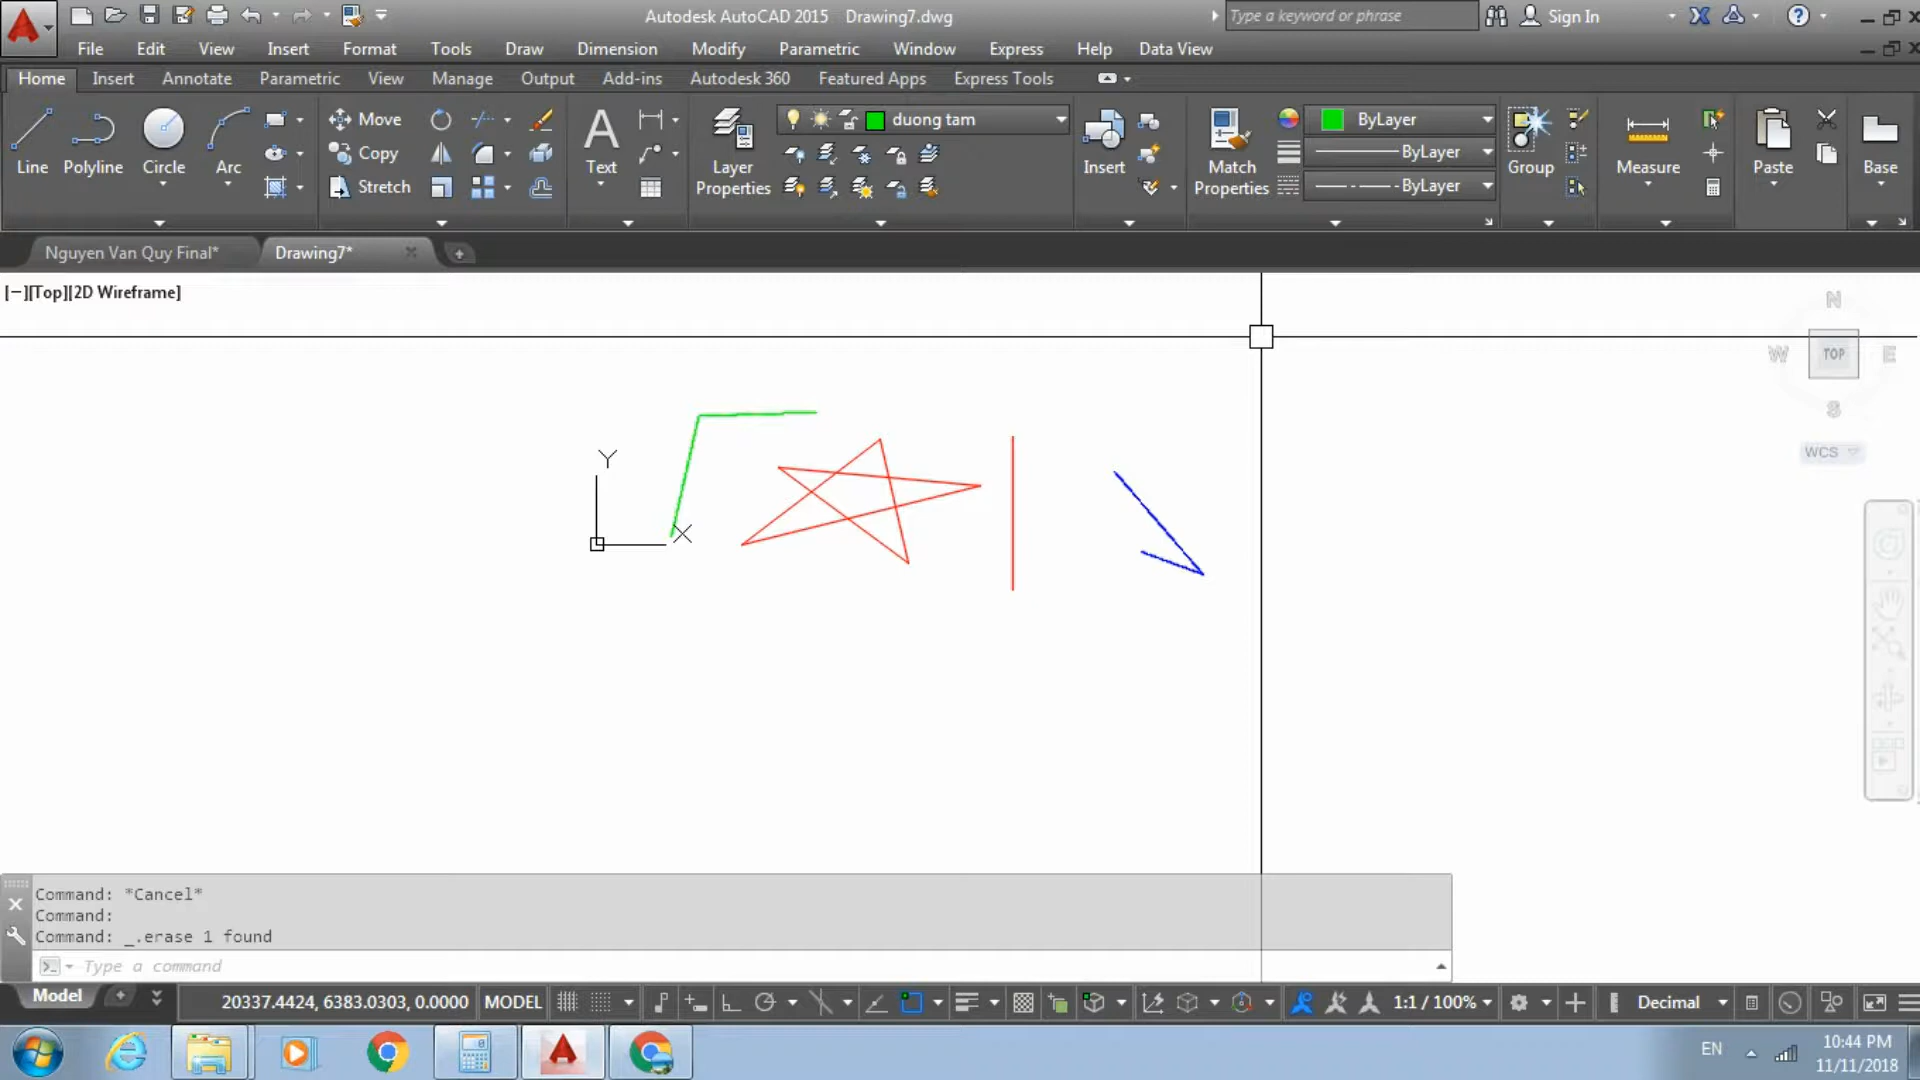 Autodesk AutoCAD 2015 Drawing7.dwg
Type a keyword or phrase
Sign In
File Edit View Insert Format Tools Draw Dimension Modify Parametric Window Express Help Data View
Home Insert Annotate Parametric View Manage Output Add-ins Autodesk 360 Featured Apps Express Tools
Line Polyline Circle Arc
Move
Copy
Stretch
A
Text
Layer
Properties
duong tam
Insert
Match
Properties
ByLayer
ByLayer
ByLayer
Group
Measure
Paste
Base
Nguyen Van Quy Final*
Drawing7*
[−][Top][2D Wireframe]
N
W TOP E
S
WCS
Y
X
Command: *Cancel*
Command:
Command: _.erase 1 found
Type a command
Model
20337.4424, 6383.0303, 0.0000 MODEL
1:1 / 100%
Decimal
EN
10:44 PM
11/11/2018